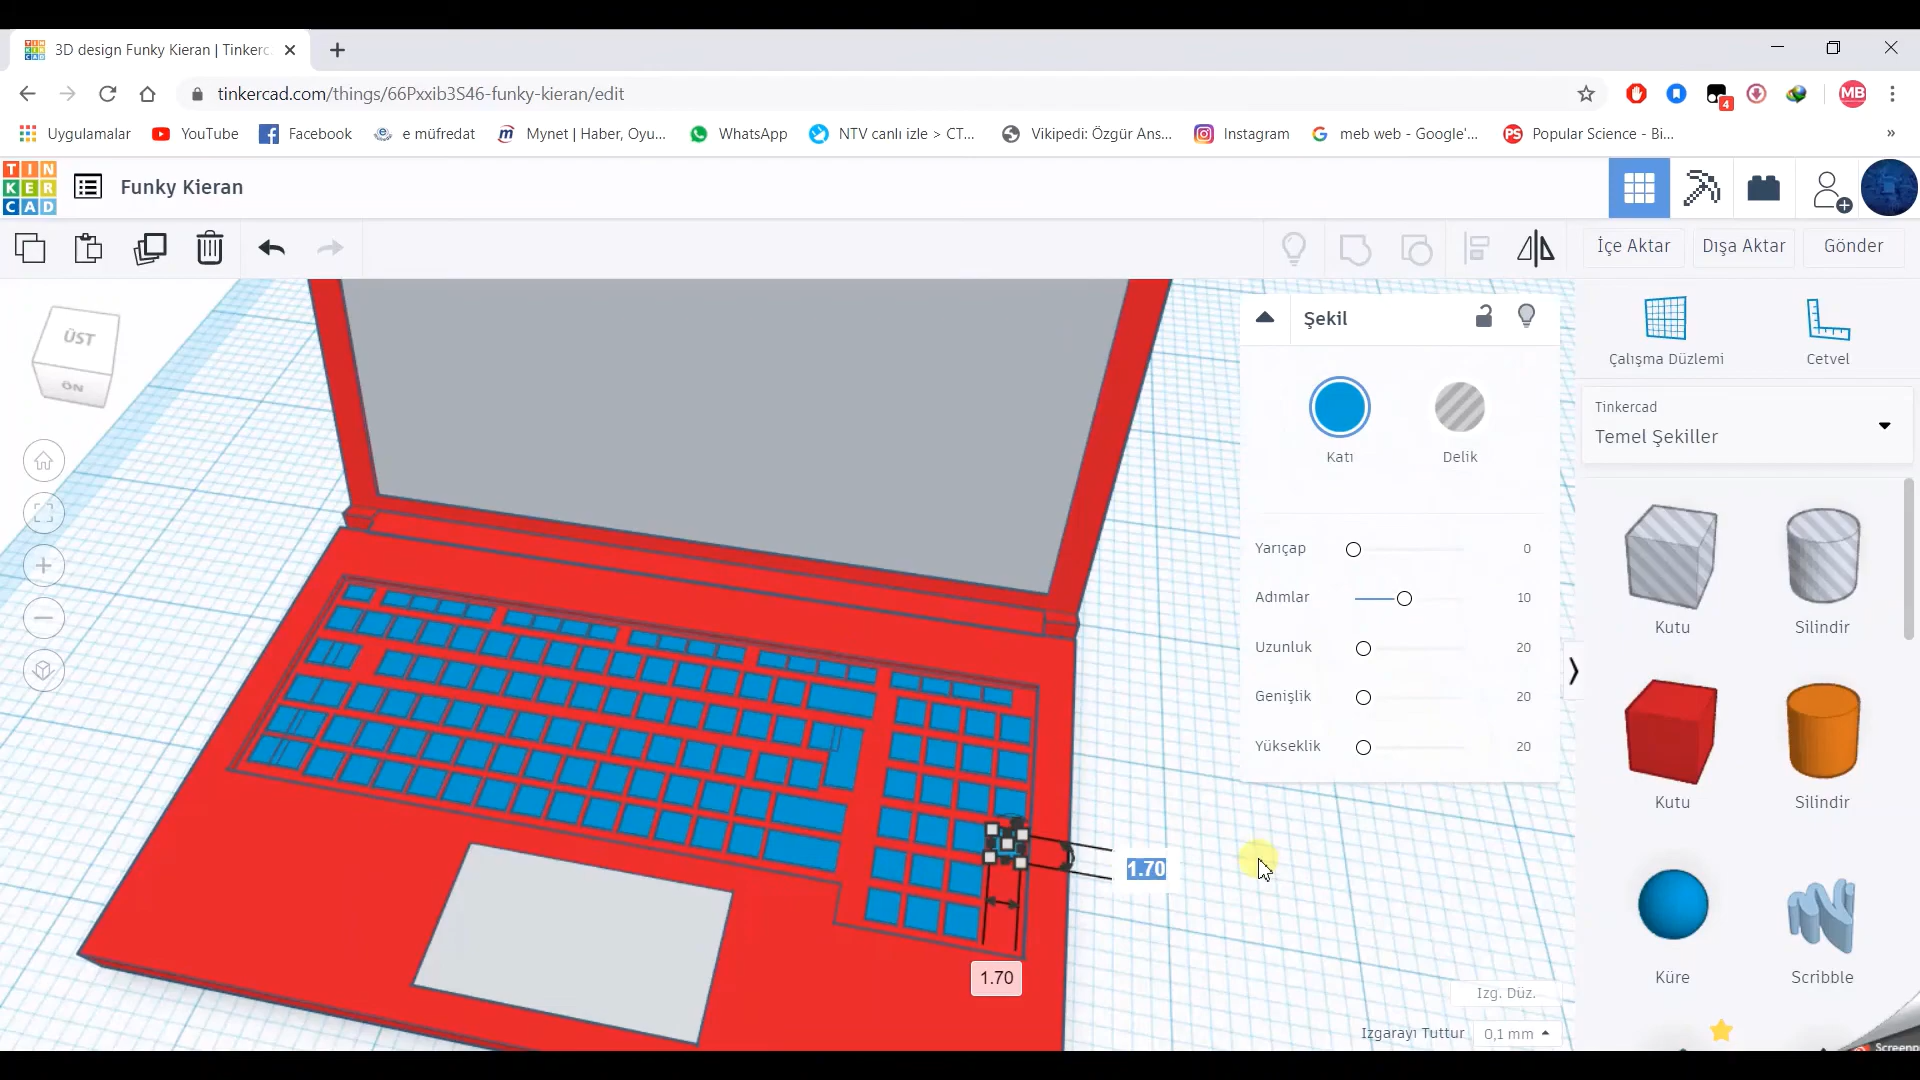 3D design Funky Kieran | Tinkerc
tinkercad.com/things/66Pxxib3S46-funky-kieran/edit
4
MB
Uygulamalar
YouTube
Facebook
e müfredat
Mynet | Haber, Oyu...
WhatsApp
NTV canlı izle > CT...
Vikipedi: Özgür Ans...
Instagram
meb web - Google'...
PS
Popular Science - Bi...
»
TIN
KER
CAD
Funky Kieran
İçe Aktar
Dışa Aktar
Gönder
ÜST
ÖN
Şekil
Katı
Delik
Yarıçap
0
Adımlar
10
Uzunluk
20
Genişlik
20
Yükseklik
20
Çalışma Düzlemi
Cetvel
Tinkercad
Temel Şekiller
Kutu
Silindir
Kutu
Silindir
Küre
Scribble
1.70
1.70
Izg. Düz.
Izgarayı Tuttur
0,1 mm